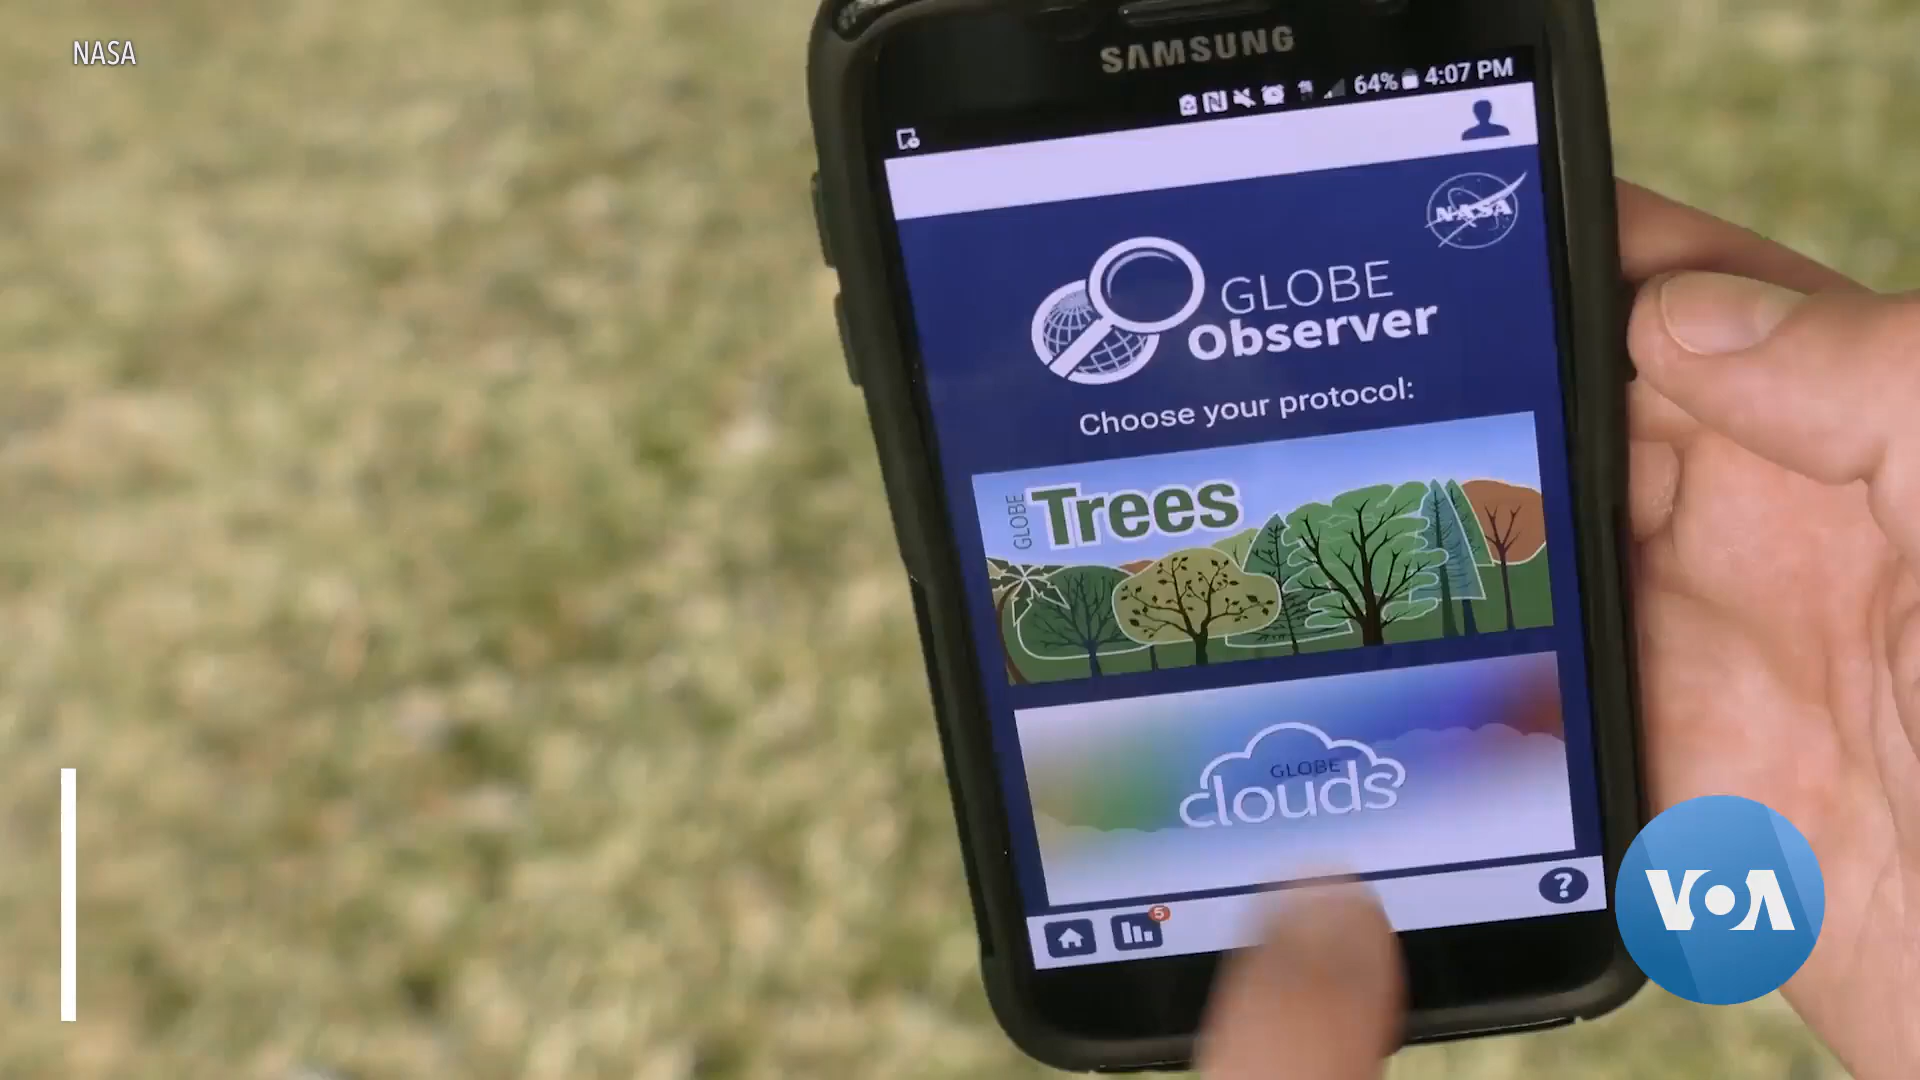 NASA
SAMSUNG
64% 4:07 PM
NASA
GLOBE
Observer
Choose your protocol:
GLOBE
Trees
GLOBE
clouds
?
5
VOA